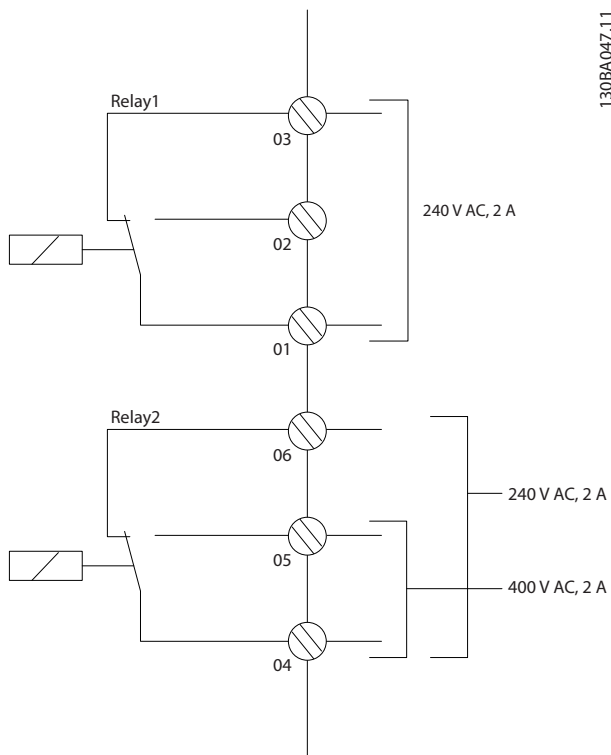 130BA047.11
Relay1
03
240 V AC, 2 A
02
01
Relay2
06
240 V AC, 2 A
05
400 V AC, 2 A
04